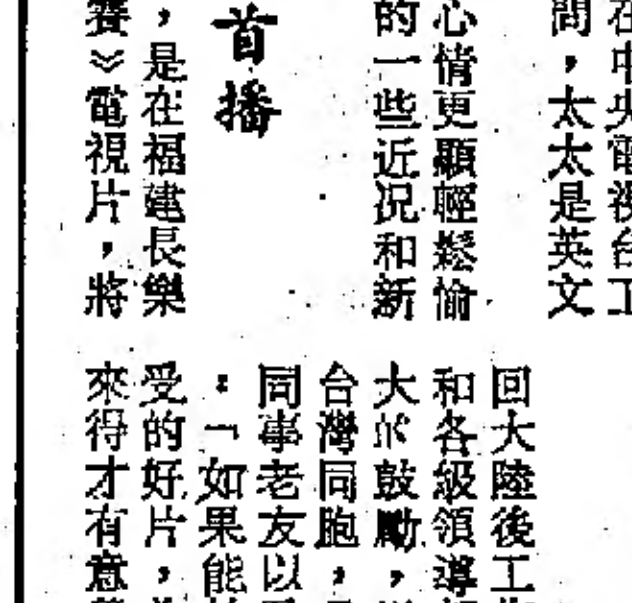 在中央電視台工
問，太太是英文
心情更顯輕鬆愉
的一些近況和新
首播
，是在福建長樂
賽》電視片，將
回大陸後工
和各級領導
大的鼓勵，
台灣同胞，
同事老友以
：「如果能
受的好片，
來得才有意